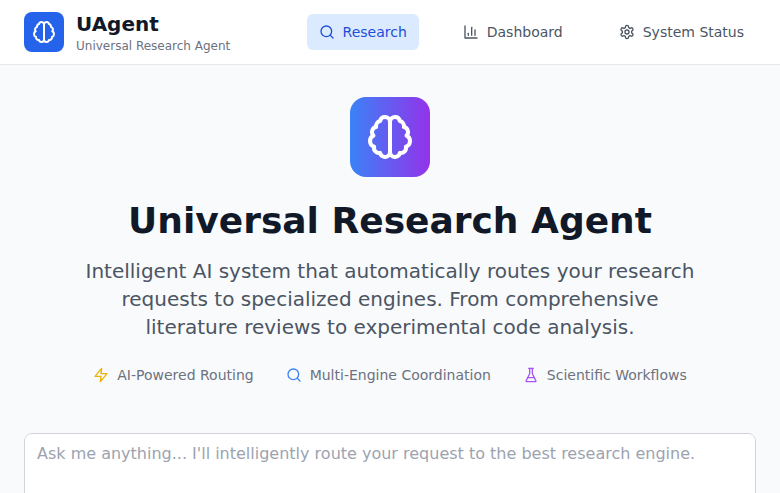 UAgent
Universal Research Agent
Research
Dashboard
System Status
Universal Research Agent
Intelligent AI system that automatically routes your research
requests to specialized engines. From comprehensive
literature reviews to experimental code analysis.
AI-Powered Routing
Multi-Engine Coordination
Scientific Workflows
Ask me anything... I'll intelligently route your request to the best research engine.